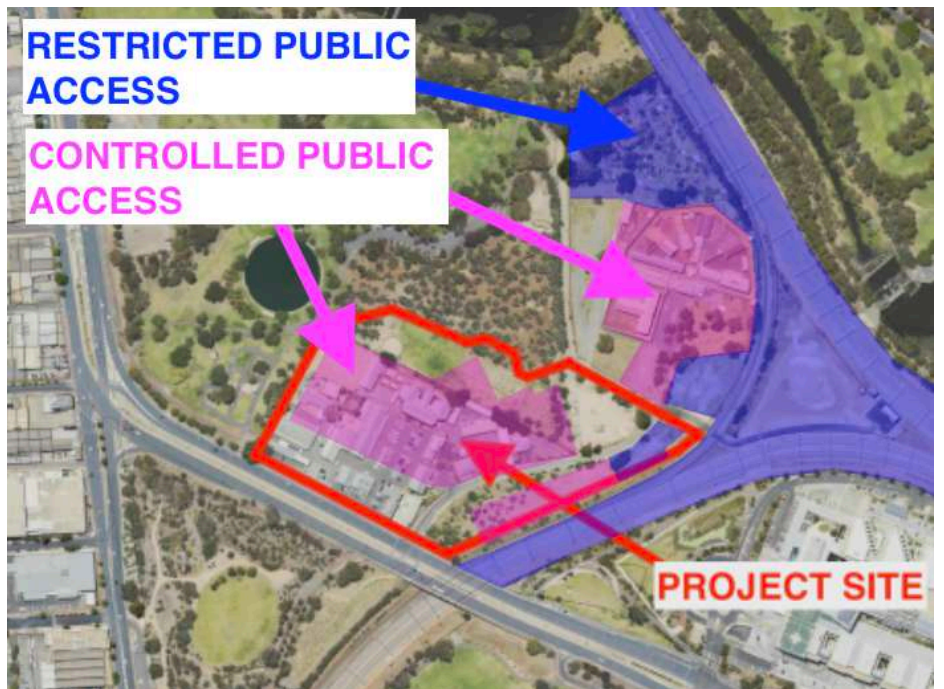 RESTRICTED PUBLIC
ACCESS
CONTROLLED PUBLIC
ACCESS
PROJECT SITE